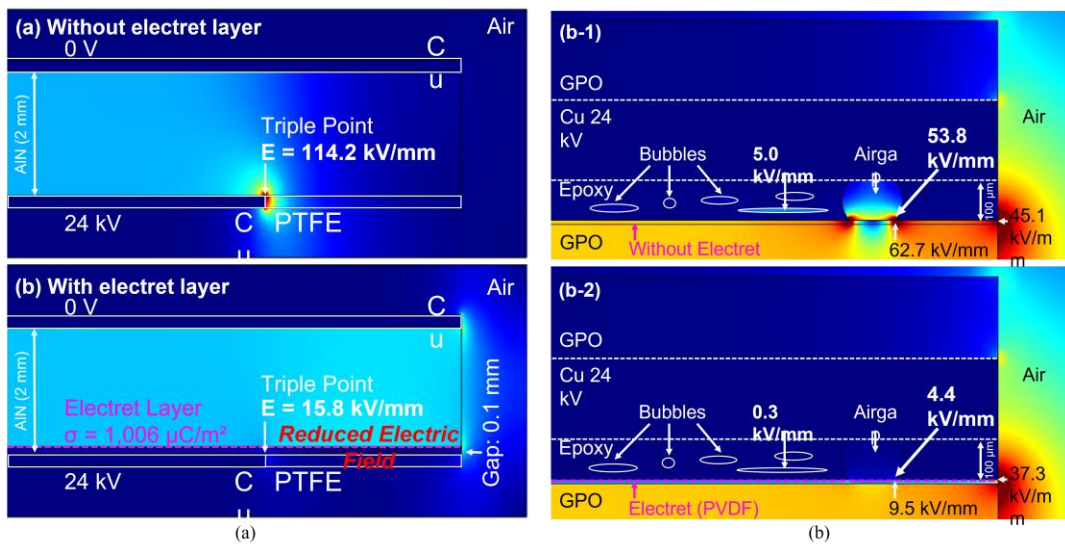 (a) Without electret layer
Air
0 V
C
u
AlN (2 mm)
Triple Point
E = 114.2 kV/mm
24 kV
C
u
PTFE
(b) With electret layer
Air
0 V
C
u
AlN (2 mm)
Triple Point
E = 15.8 kV/mm
Electret Layer
σ = 1,006 μC/m²
Reduced Electric
Field
Gap: 0.1 mm
24 kV
C
u
PTFE
(a)
(b-1)
GPO
Air
Cu 24
kV
53.8
kV/mm
Bubbles
5.0
kV/mm
Airga
p
Epoxy
100 μm
45.1
kV/m
m
Without Electret
GPO
62.7 kV/mm
(b-2)
GPO
Air
Cu 24
kV
4.4
kV/mm
Bubbles
0.3
kV/mm
Airga
p
Epoxy
100 μm
37.3
kV/m
m
Electret (PVDF)
GPO
9.5 kV/mm
(b)